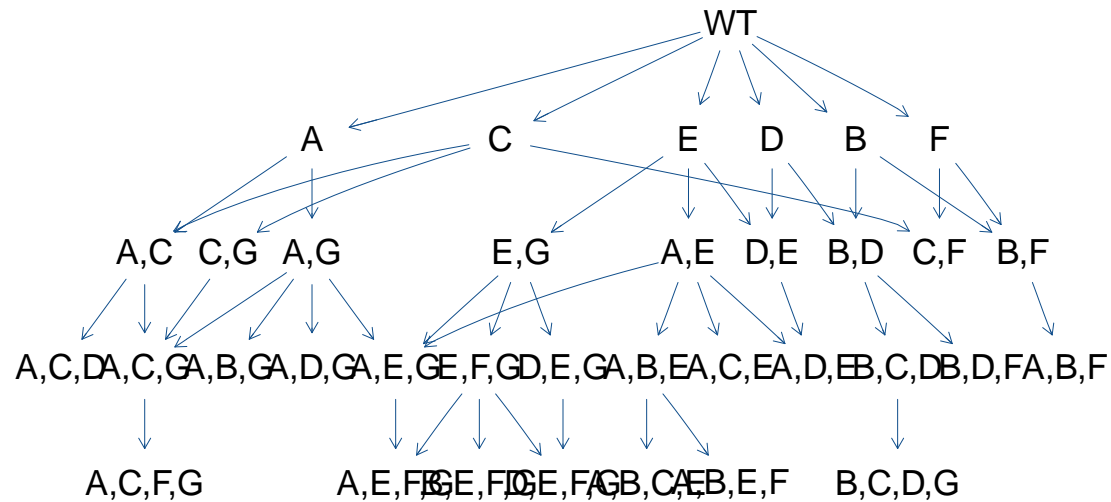 WT
A C E D B F
A,C C,G A,G E,G A,E D,E B,D C,F B,F
A,C,D A,C,G A,B,G A,D,G A,E,G E,F,G D,E,G A,B,E A,C,E A,D,E B,C,D B,D,F A,B,F
A,C,F,G A,E,F,G B,E,F,G D,E,F,G A,B,C,E A,B,E,F B,C,D,G